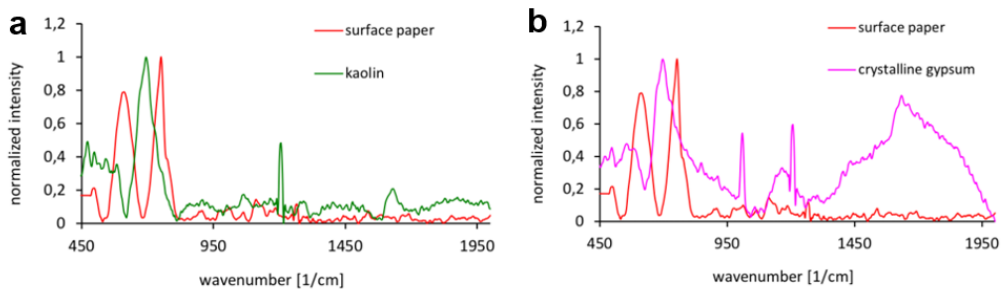 a
1,2
1
0,8
0,6
0,4
0,2
0
normalized intensity
surface paper
kaolin
450
950
1450
1950
wavenumber [1/cm]
b
1,2
1
0,8
0,6
0,4
0,2
0
normalized intensity
surface paper
crystalline gypsum
450
950
1450
1950
wavenumber [1/cm]